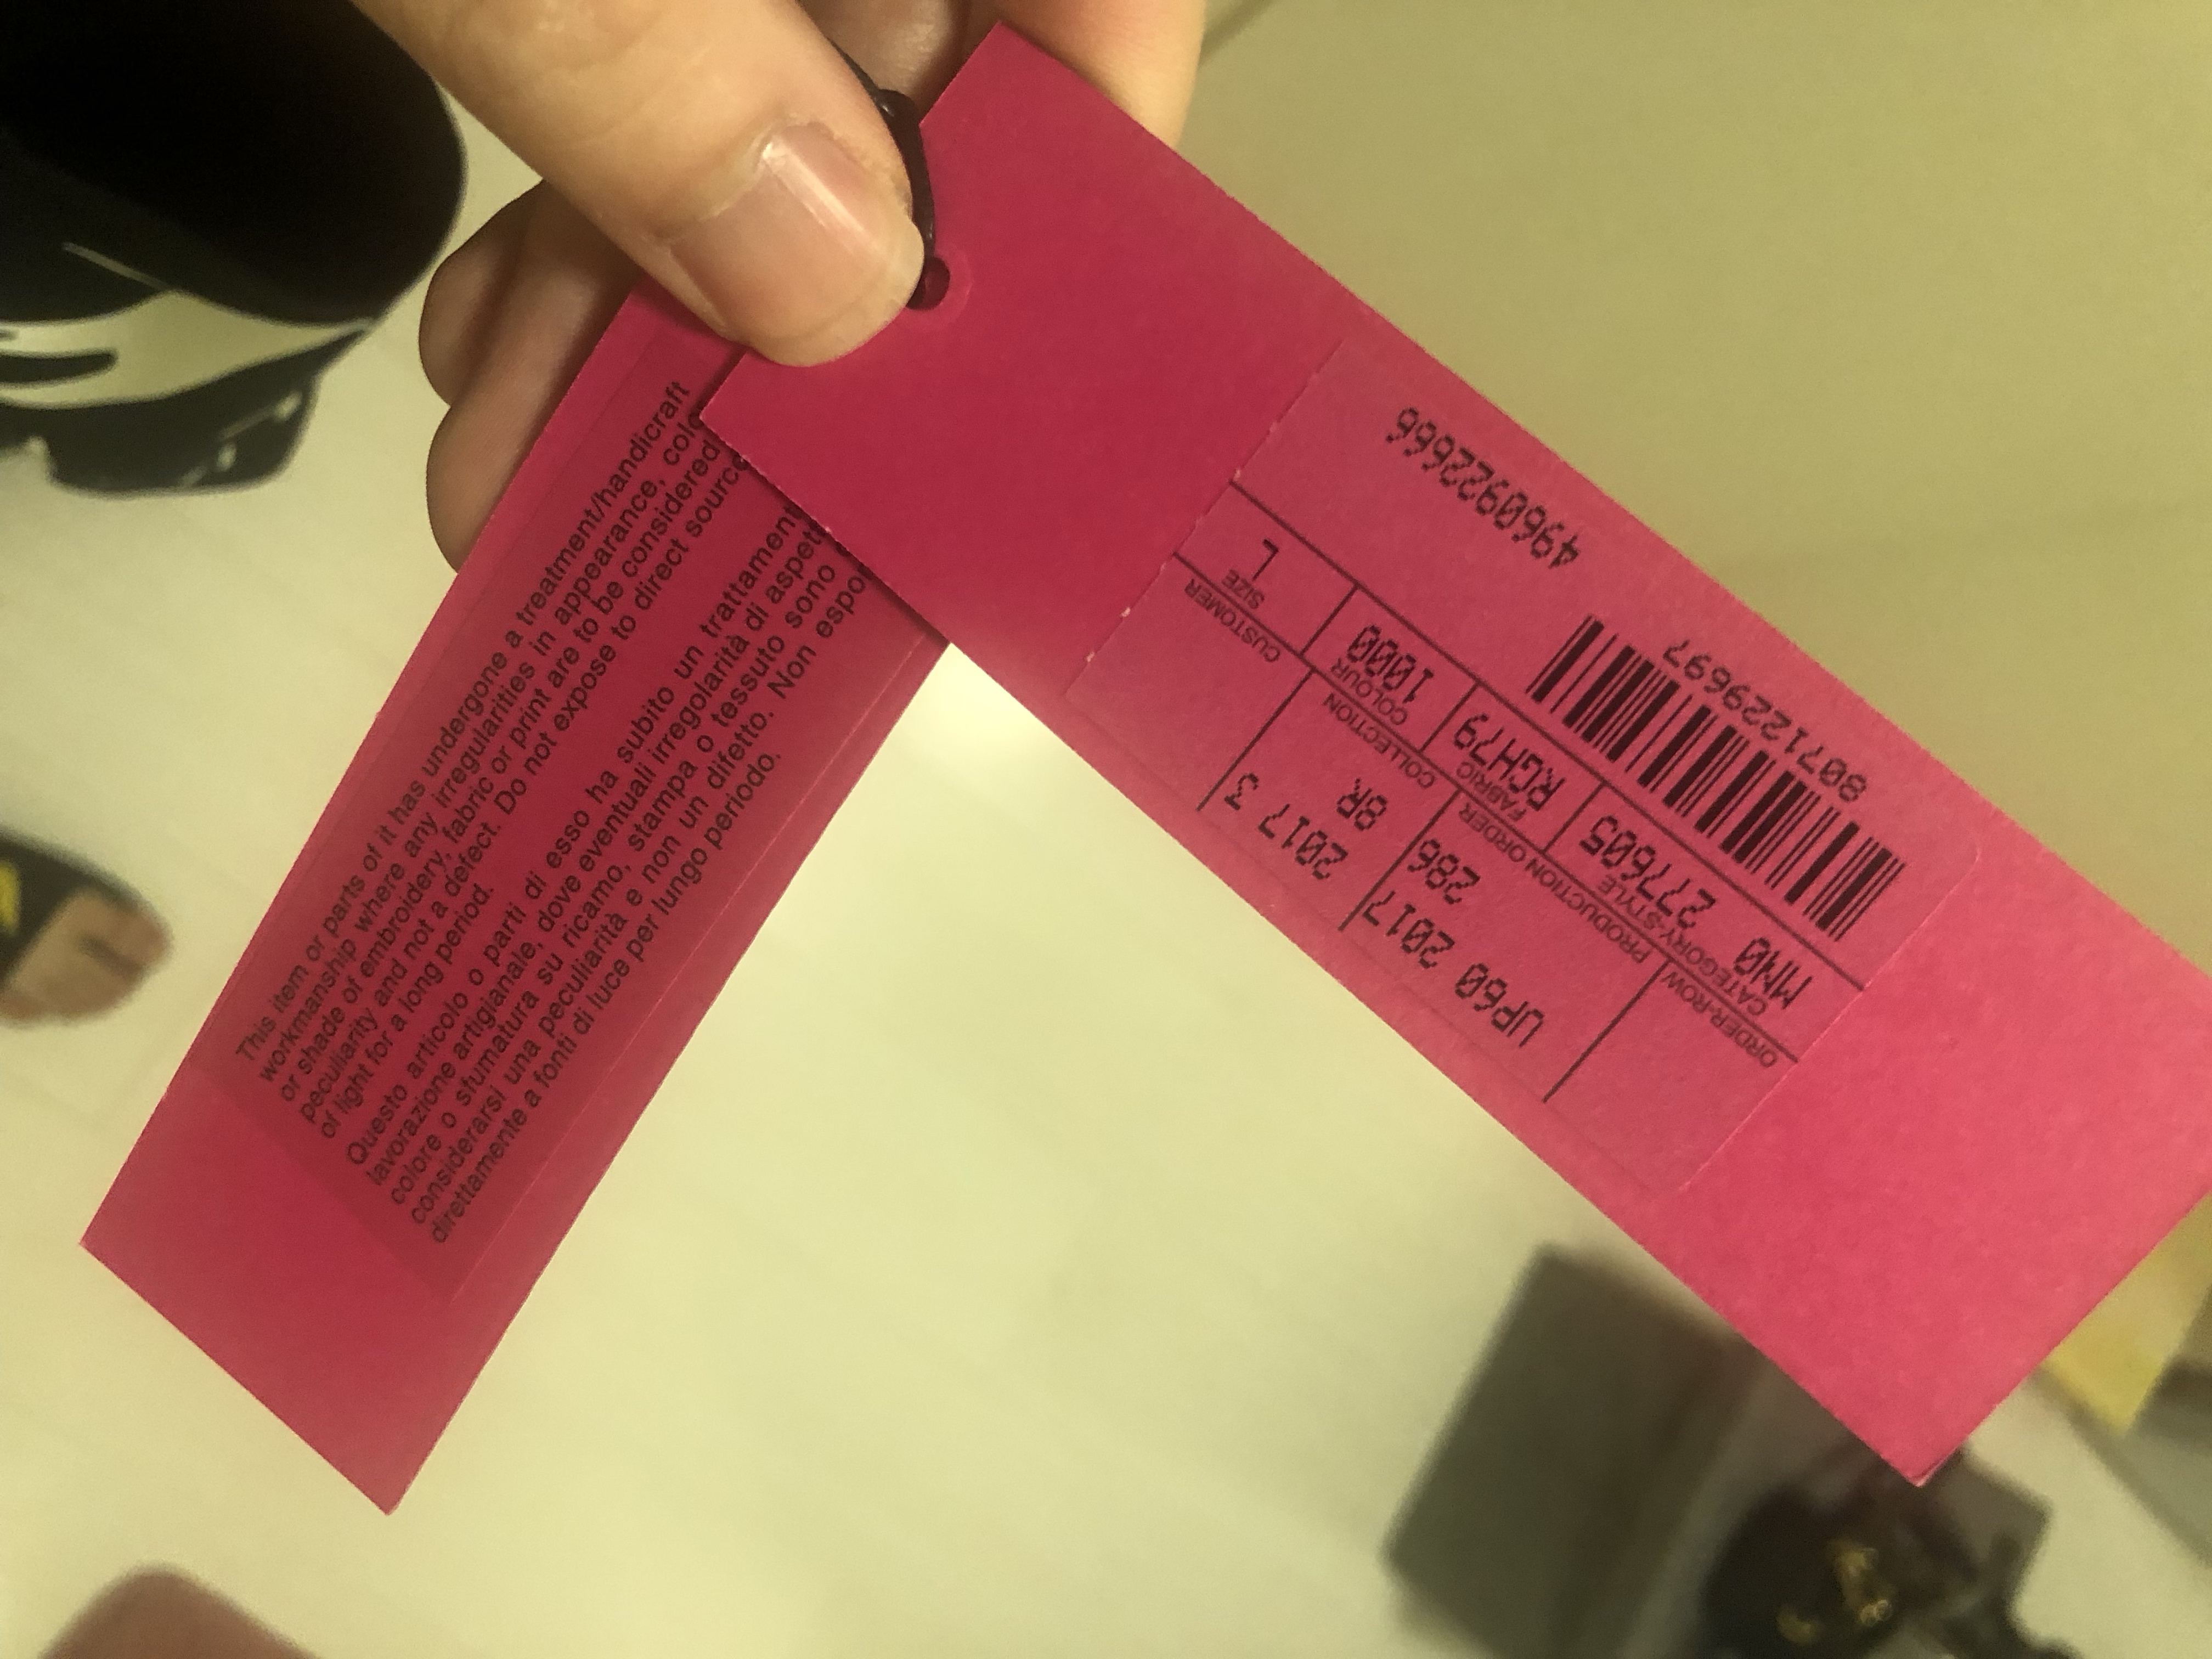 This item or parts of it has undergone a treatment/handicraft
workmanship where any irregularities in appearance,
or shade of embroidery, fabric or print are to be considered
peculiarity and not a defect. Do not expose to direct source
of light for a long period.
Questo articolo o parti di esso ha subito un
lavorazione artigianale, dove eventuali irregolarità di
colore o sfumatura su ricamo, stampa o tessuto sono
considerarsi una peculiarità e non un difetto. Non
direttamente a fonti di luce per lungo periodo.
ORDER-ROW PRODUCTION ORDER COLLECTION CUSTOMER
UP60 2017 286 2017 3 8R
CATEGORY-STYLE FABRIC COLOUR SIZE
MN0 277605 RGH79 1000 L
8071229697
4960922666